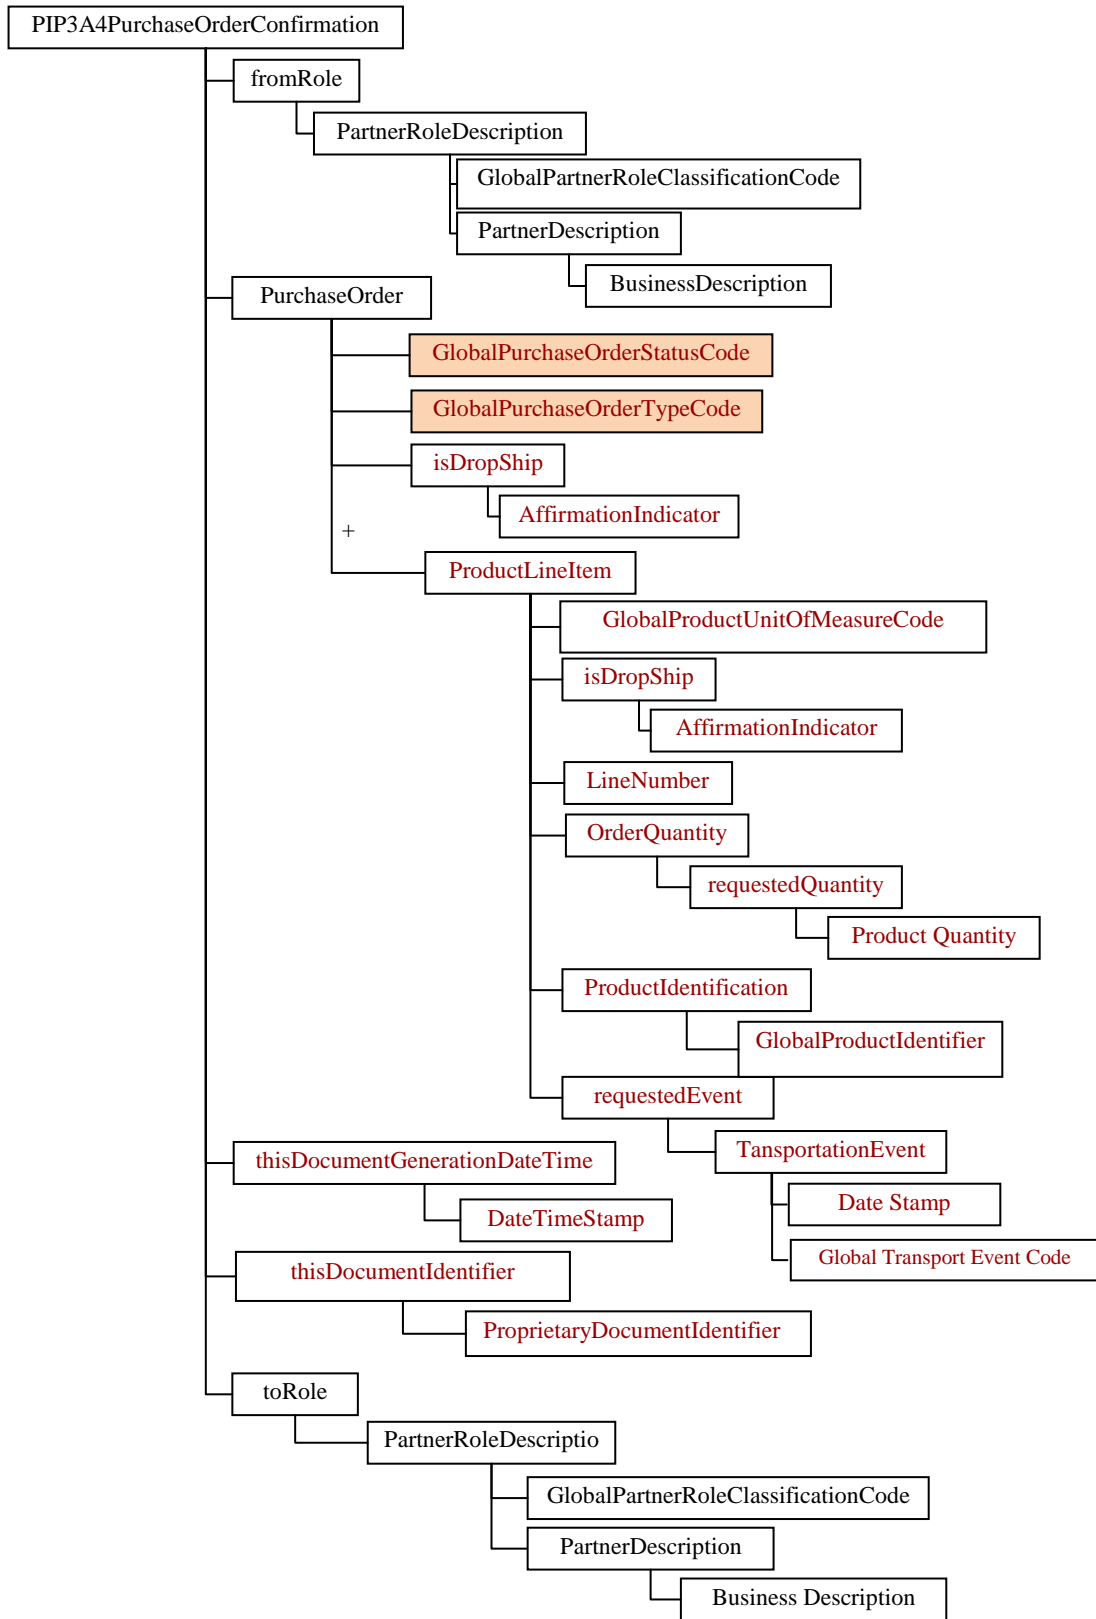 PIP3A4PurchaseOrderConfirmation
fromRole
PartnerRoleDescription
GlobalPartnerRoleClassificationCode
PartnerDescription
BusinessDescription
PurchaseOrder
GlobalPurchaseOrderStatusCode
GlobalPurchaseOrderTypeCode
isDropShip
AffirmationIndicator
+
ProductLineItem
GlobalProductUnitOfMeasureCode
isDropShip
AffirmationIndicator
LineNumber
OrderQuantity
requestedQuantity
Product Quantity
ProductIdentification
GlobalProductIdentifier
requestedEvent
TansportationEvent
thisDocumentGenerationDateTime
Date Stamp
DateTimeStamp
Global Transport Event Code
thisDocumentIdentifier
ProprietaryDocumentIdentifier
toRole
PartnerRoleDescriptio
GlobalPartnerRoleClassificationCode
PartnerDescription
Business Description